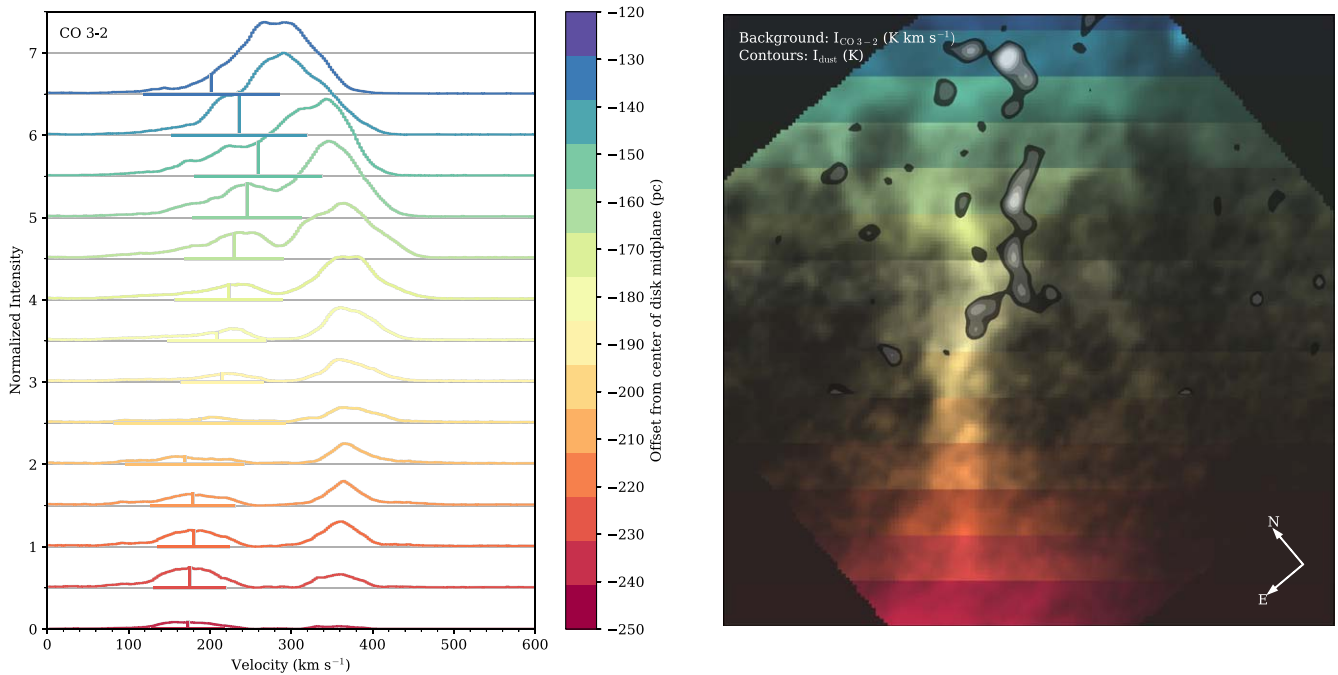 CO 3-2
7
6
5
4
3
2
1
0
Normalized Intensity
0 100 200 300 400 500 600
Velocity (km s⁻¹)
−120
−130
−140
−150
−160
−170
−180
−190
−200
−210
−220
−230
−240
−250
Offset from center of disk midplane (pc)
Background: I_CO 3−2 (K km s⁻¹)
Contours: I_dust (K)
N
E